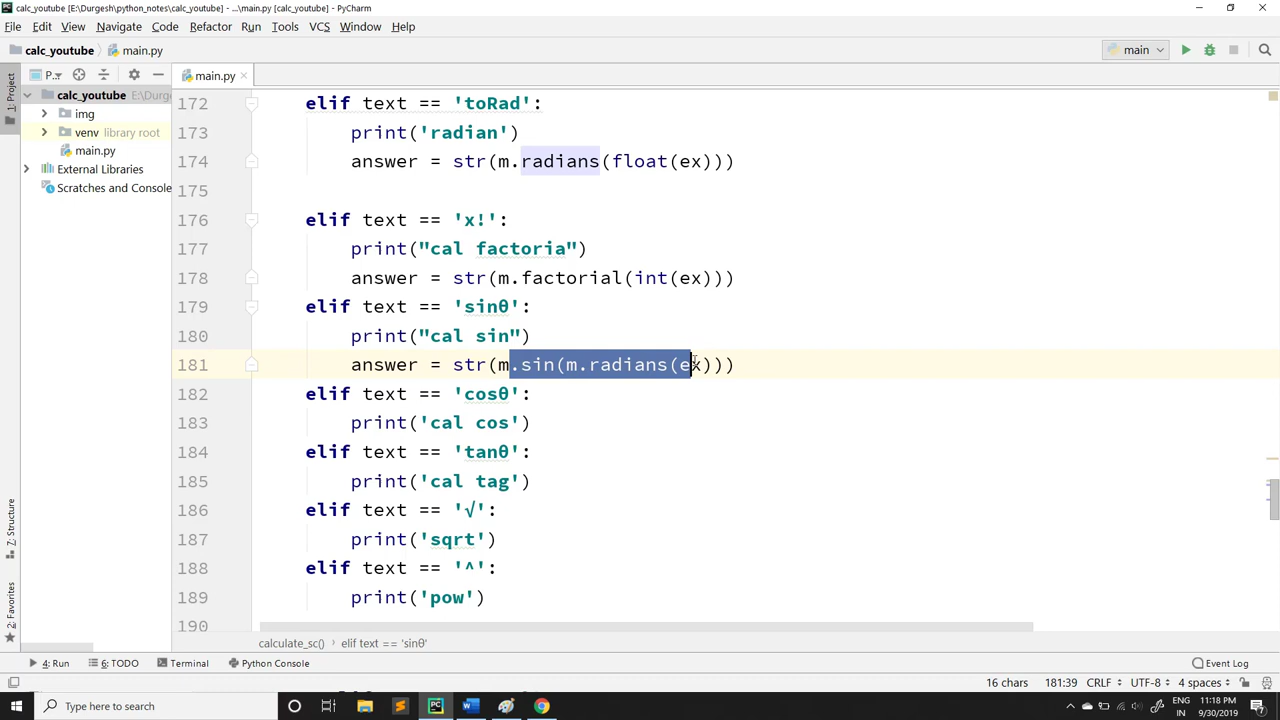 calc_youtube [E:\Durgesh\python_notes\calc_youtube] - ...\main.py [calc_youtube] - PyCharm
File Edit View Navigate Code Refactor Run Tools VCS Window Help
calc_youtube main.py main
1: Project
P... main.py
calc_youtube E:\Durge
img
venv library root
main.py
External Libraries
Scratches and Console
172 elif text == 'toRad':
173 print('radian')
174 answer = str(m.radians(float(ex)))
175
176 elif text == 'x!':
177 print("cal factoria")
178 answer = str(m.factorial(int(ex)))
179 elif text == 'sinθ':
180 print("cal sin")
181 answer = str(m.sin(m.radians(ex)))
182 elif text == 'cosθ':
183 print('cal cos')
184 elif text == 'tanθ':
185 print('cal tag')
186 elif text == '√':
187 print('sqrt')
188 elif text == '^':
189 print('pow')
190
Z: Structure
2: Favorites
calculate_sc() › elif text == 'sinθ'
4: Run 6: TODO Terminal Python Console Event Log
16 chars 181:39 CRLF UTF-8 4 spaces
Type here to search
ENG
IN
11:18 PM
9/30/2019